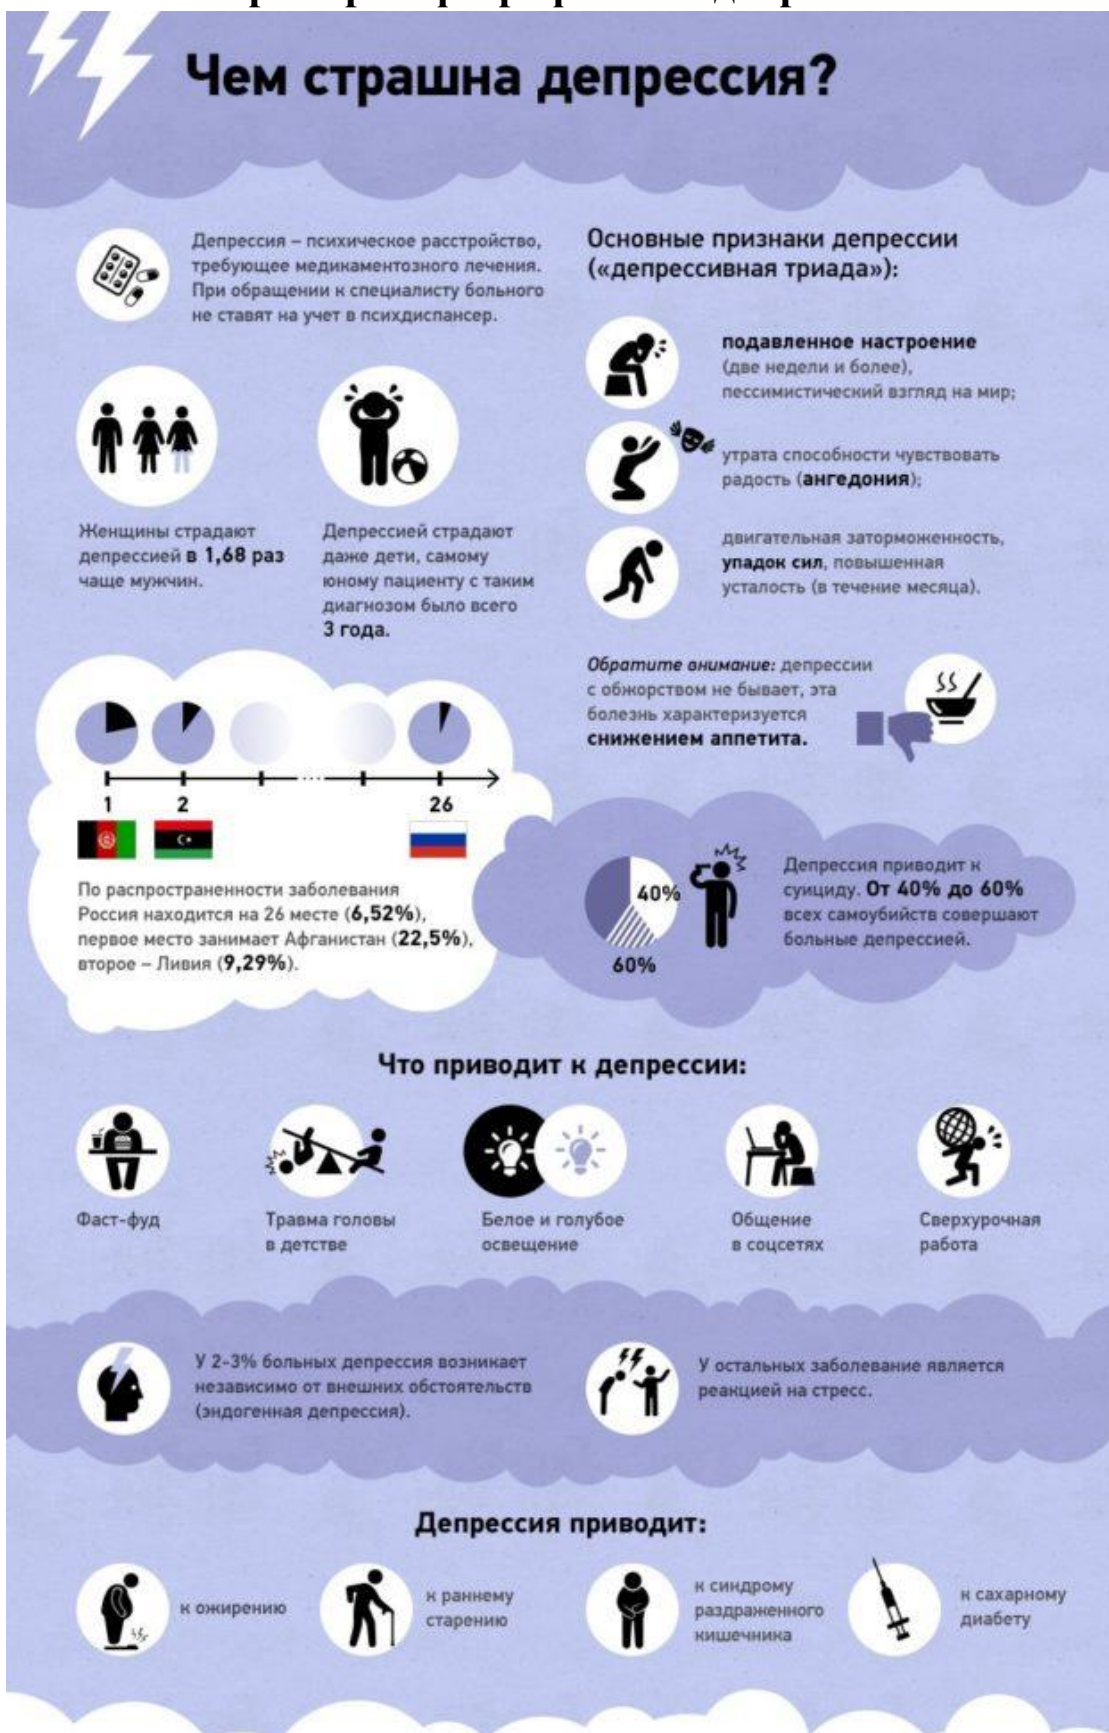 Чем страшна депрессия?
Депрессия – психическое расстройство,
требующее медикаментозного лечения.
При обращении к специалисту больного
не ставят на учет в психдиспансер.
Женщины страдают
депрессией в 1,68 раз
чаще мужчин.
Депрессией страдают
даже дети, самому
юному пациенту с таким
диагнозом было всего
3 года.
Основные признаки депрессии
(«депрессивная триада»):
подавленное настроение
(две недели и более),
пессимистический взгляд на мир;
утрата способности чувствовать
радость (ангедония);
двигательная заторможенность,
упадок сил, повышенная
усталость (в течение месяца).
Обратите внимание: депрессии
с обжорством не бывает, эта
болезнь характеризуется
снижением аппетита.
1 2 ... 26
По распространенности заболевания
Россия находится на 26 месте (6,52%),
первое место занимает Афганистан (22,5%),
второе – Ливия (9,29%).
40%
60%
Депрессия приводит к
суициду. От 40% до 60%
всех самоубийств совершают
больные депрессией.
Что приводит к депрессии:
Фаст-фуд
Травма головы
в детстве
Белое и голубое
освещение
Общение
в соцсетях
Сверхурочная
работа
У 2-3% больных депрессия возникает
независимо от внешних обстоятельств
(эндогенная депрессия).
У остальных заболевание является
реакцией на стресс.
Депрессия приводит:
к ожирению
к раннему
старению
к синдрому
раздраженного
кишечника
к сахарному
диабету